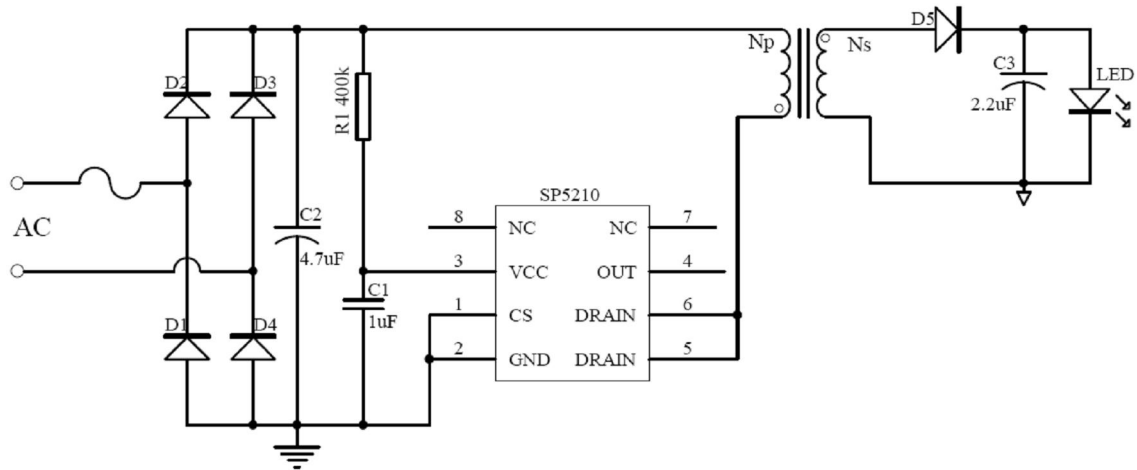 D5
Np
Ns
C3
2.2uF
LED
D2
D3
R1 400k
AC
C2
4.7uF
SP5210
8
NC
NC
7
3
VCC
OUT
4
C1
1uF
1
CS
DRAIN
6
2
GND
DRAIN
5
D1
D4